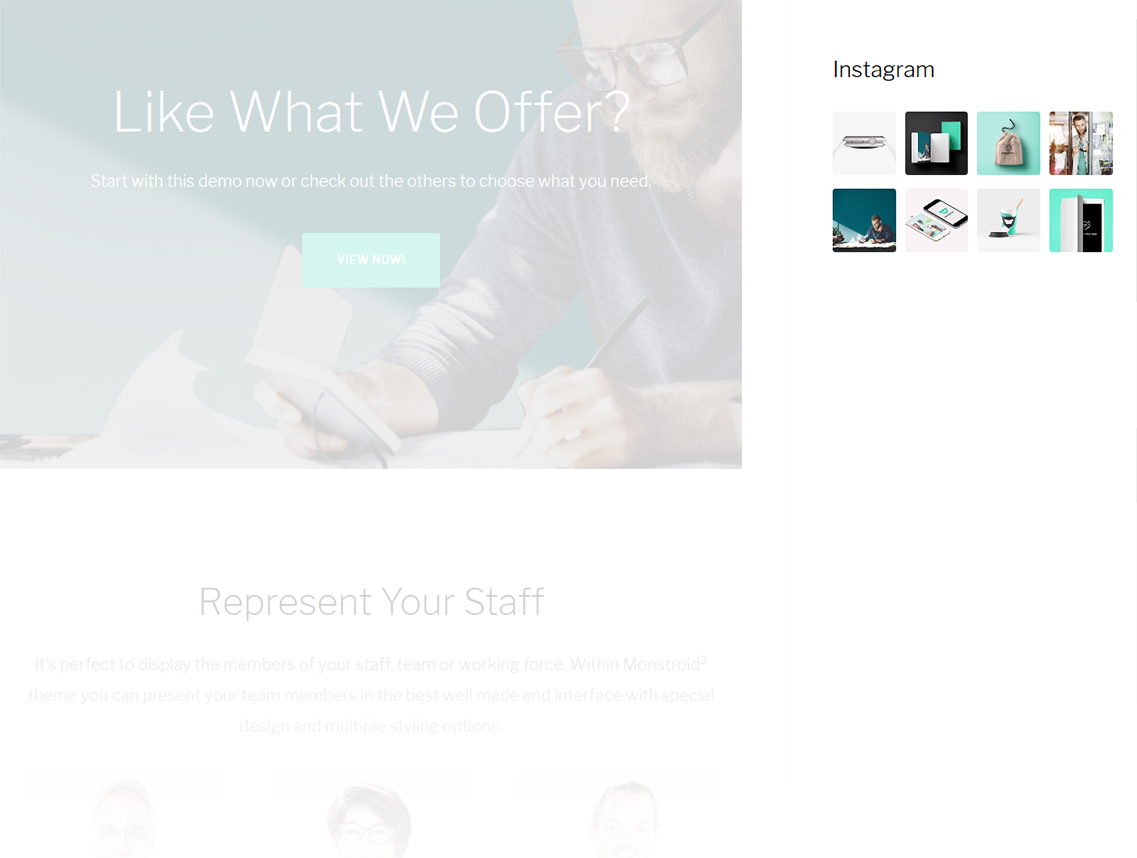 Like What We Offer?
Start with this demo now or check out the others to choose what you need.
VIEW NOW!
Instagram
Represent Your Staff
It's perfect to display the members of your staff, team or working force. Within Monstroid²
theme you can present your team members in the best well made and interface with special
design and multiple styling options.